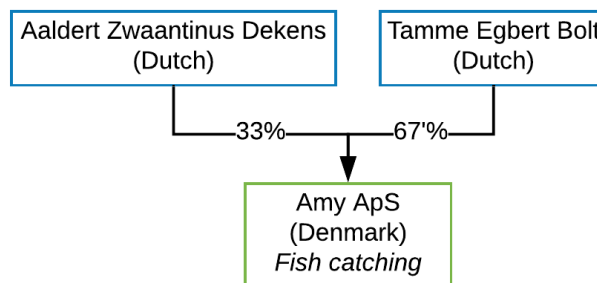 Aaldert Zwaantinus Dekens
(Dutch)
Tamme Egbert Bolt
(Dutch)
33%
67'%
Amy ApS
(Denmark)
Fish catching